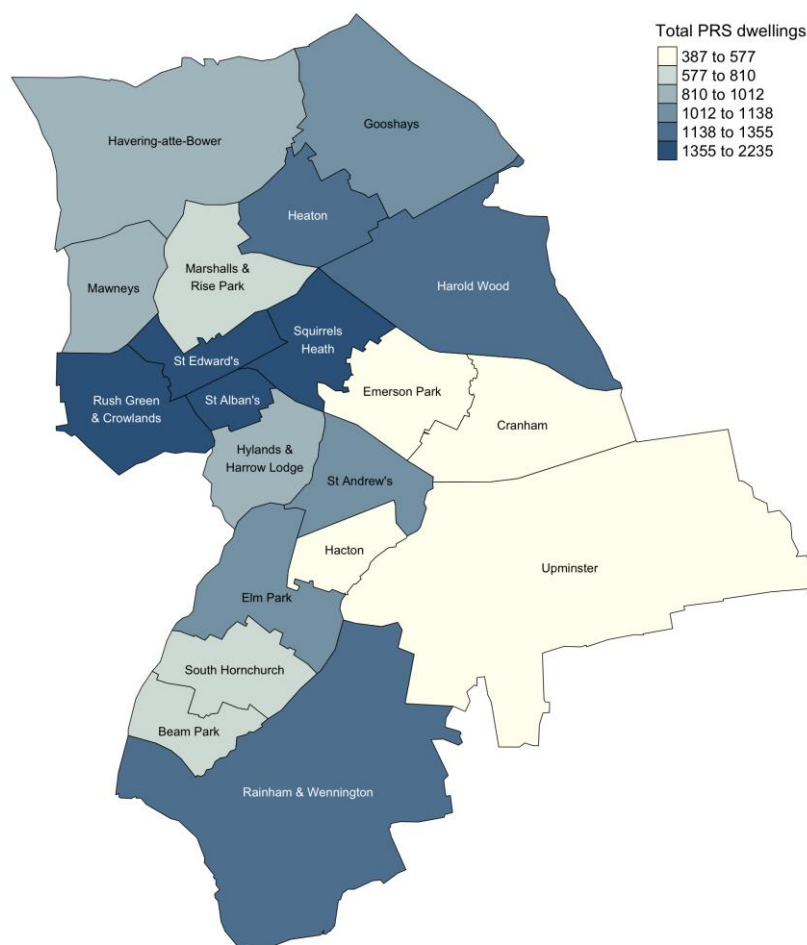 Total PRS dwellings
387 to 577
577 to 810
810 to 1012
1012 to 1138
1138 to 1355
1355 to 2235
Gooshays
Havering-atte-Bower
Heaton
Marshalls &
Rise Park
Mawneys
Harold Wood
Squirrels
Heath
St Edward's
Emerson Park
Rush Green
& Crowlands
St Alban's
Cranham
Hylands &
Harrow Lodge
St Andrew's
Hacton
Upminster
Elm Park
South Hornchurch
Beam Park
Rainham & Wennington